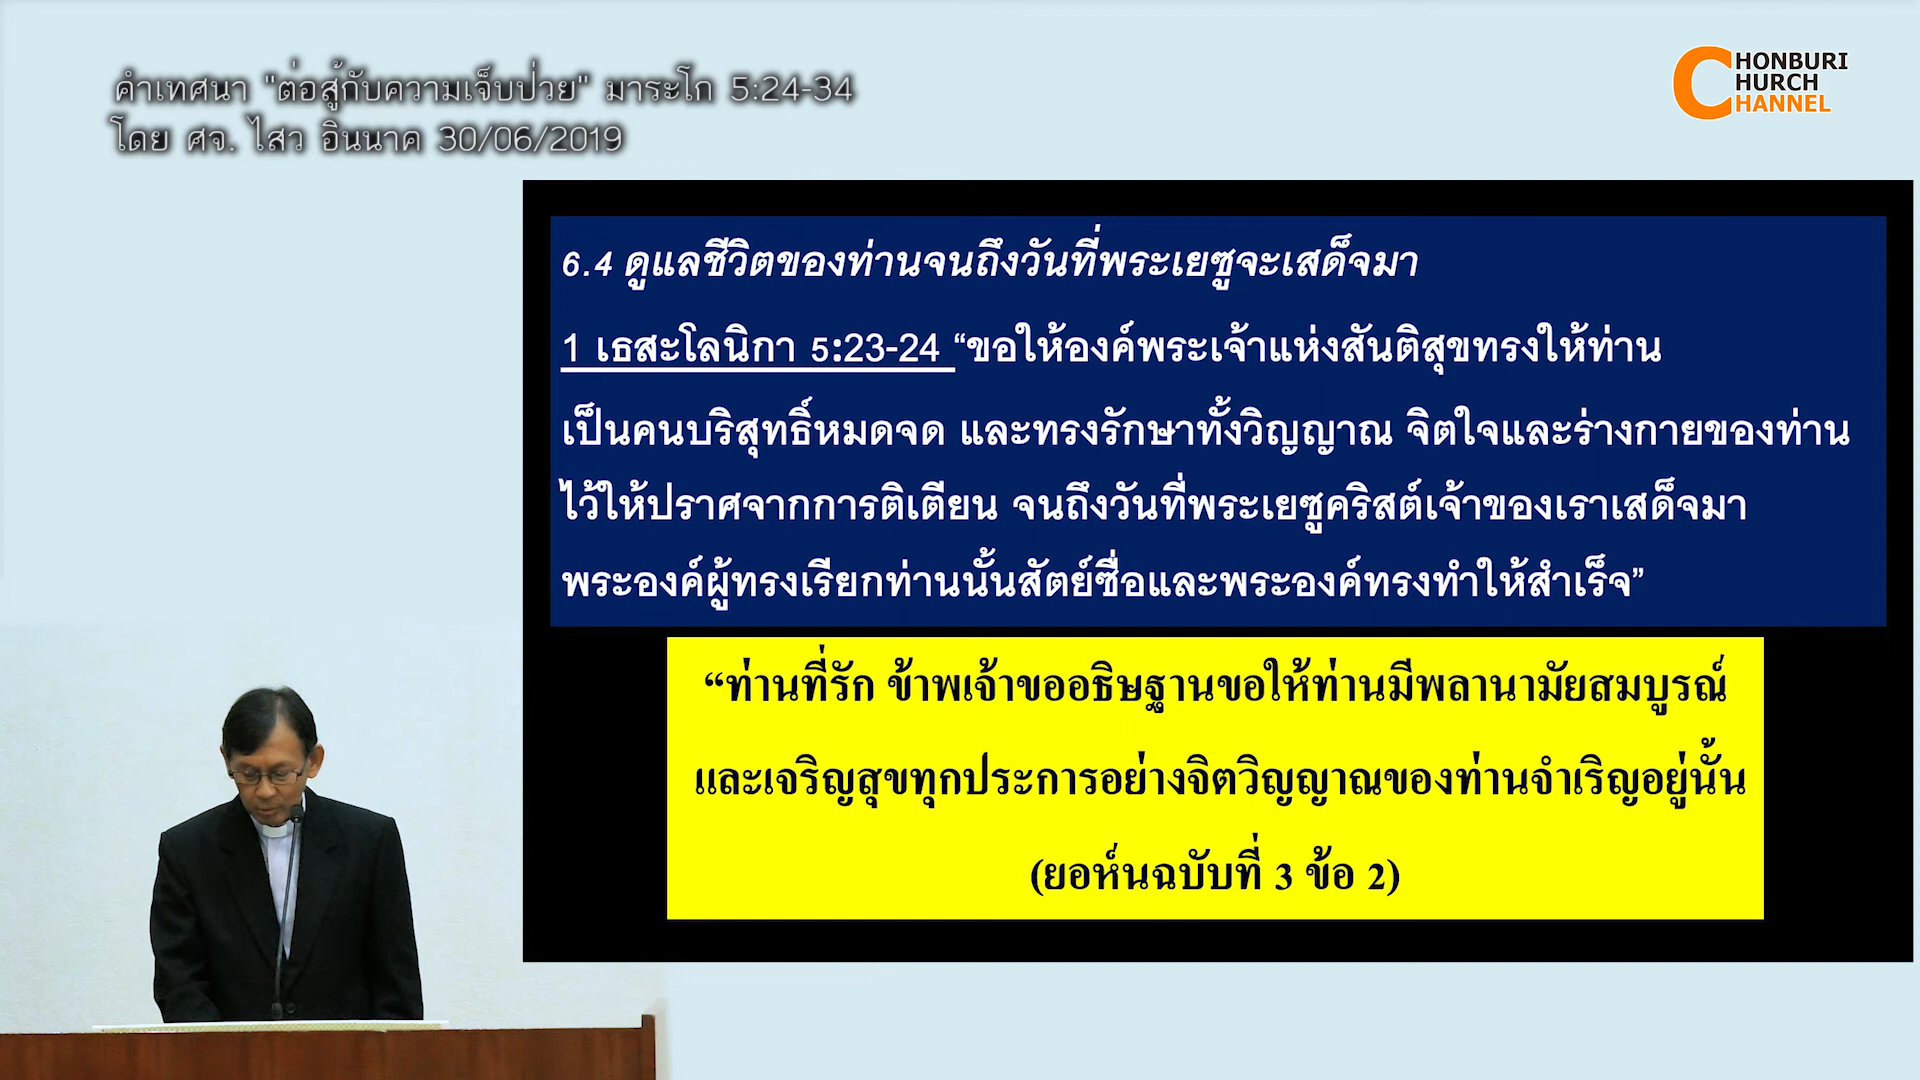 คำเทศนา "ต่อสู้กับความเจ็บป่วย" มาระโก 5:24-34
โดย ศจ. ไสว อินนาค 30/06/2019
CHONBURI
CHURCH
CHANNEL
6.4 ดูแลชีวิตของท่านจนถึงวันที่พระเยซูจะเสด็จมา
1 เธสะโลนิกา 5:23-24 “ขอให้องค์พระเจ้าแห่งสันติสุขทรงให้ท่าน
เป็นคนบริสุทธิ์หมดจด และทรงรักษาทั้งวิญญาณ จิตใจและร่างกายของท่าน
ไว้ให้ปราศจากการติเตียน จนถึงวันที่พระเยซูคริสต์เจ้าของเราเสด็จมา
พระองค์ผู้ทรงเรียกท่านนั้นสัตย์ซื่อและพระองค์ทรงทำให้สำเร็จ”
“ท่านที่รัก ข้าพเจ้าขออธิษฐานขอให้ท่านมีพลานามัยสมบูรณ์
และเจริญสุขทุกประการอย่างจิตวิญญาณของท่านจำเริญอยู่นั้น
(ยอห์นฉบับที่ 3 ข้อ 2)